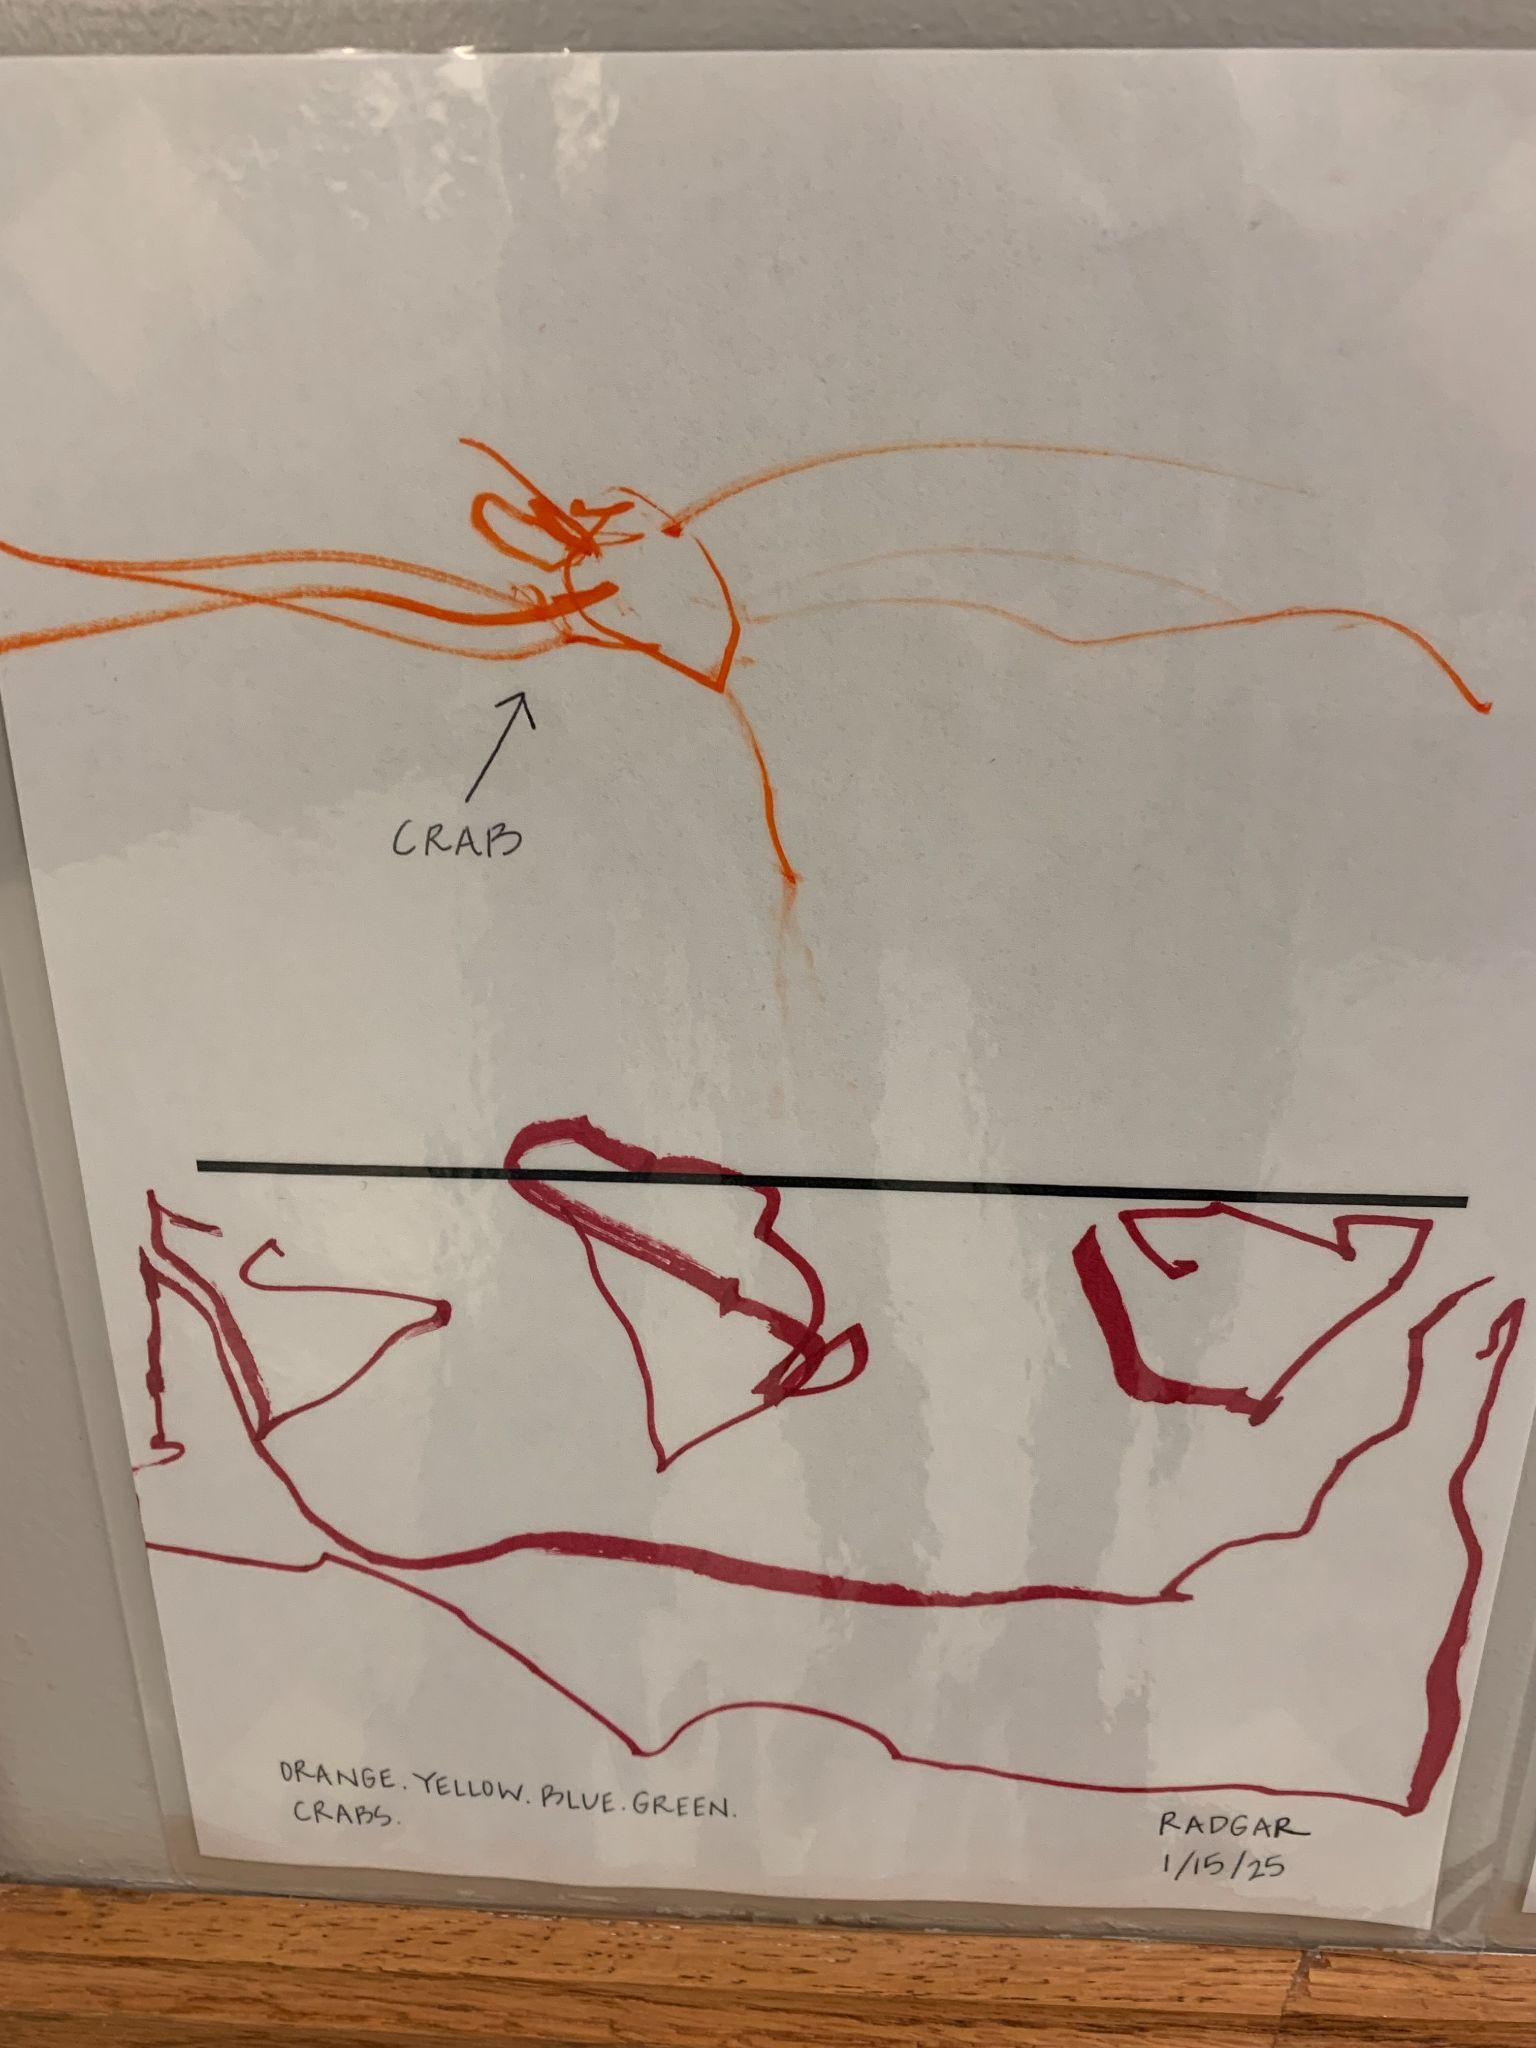 CRAB
ORANGE. YELLOW. BLUE. GREEN.
CRABS.
RADGAR
1/15/25